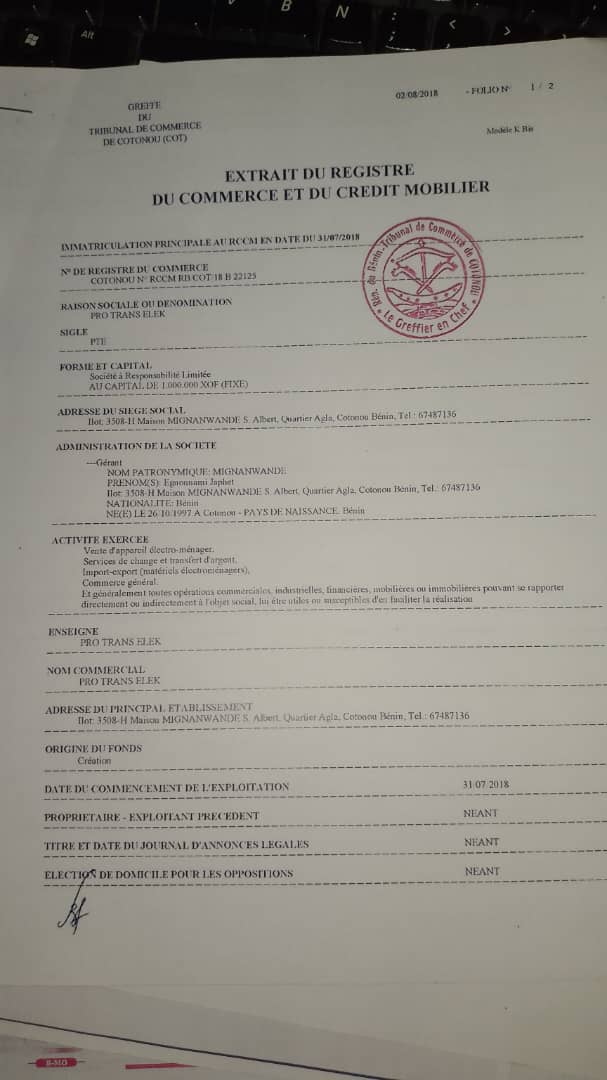 B
N
Alt
GREFFE
DU
TRIBUNAL DE COMMERCE
DE COTONOU (COT)
02/08/2018 - FOLIO N° 1 / 2
Modèle K Bis
EXTRAIT DU REGISTRE
DU COMMERCE ET DU CREDIT MOBILIER
IMMATRICULATION PRINCIPALE AU RCCM EN DATE DU 31/07/2018
N° DE REGISTRE DU COMMERCE
COTONOU N° RCCM RB/COT/18 B 22125
RAISON SOCIALE OU DENOMINATION
PRO TRANS ELEK
SIGLE
PTE
Tribunal de Commerce de COTONOU
Le Greffier en Chef
FORME ET CAPITAL
Société à Responsabilité Limitée
AU CAPITAL DE 1.000.000 XOF (FIXE)
ADRESSE DU SIEGE SOCIAL
Ilot: 3508-H Maison MIGNANWANDE S. Albert, Quartier Agla, Cotonou Bénin, Tel.: 67487136
ADMINISTRATION DE LA SOCIETE
---Gérant
NOM PATRONYMIQUE: MIGNANWANDE
PRENOM(S): Egnonnami Japhet
Ilot: 3508-H Maison MIGNANWANDE S. Albert, Quartier Agla, Cotonou Bénin, Tel.: 67487136
NATIONALITE: Bénin
NE(E) LE 26/10/1997 A Cotonou - PAYS DE NAISSANCE: Bénin
ACTIVITE EXERCEE
Vente d'appareil électro-ménager,
Services de change et transfert d'argent,
Import-export (matériels électroménagers),
Commerce général.
Et généralement toutes opérations commerciales, industrielles, financières, mobilières ou immobilières pouvant se rapporter
directement ou indirectement à l'objet social, lui être utiles ou susceptibles d'en faciliter la réalisation
ENSEIGNE
PRO TRANS ELEK
NOM COMMERCIAL
PRO TRANS ELEK
ADRESSE DU PRINCIPAL ETABLISSEMENT
Ilot: 3508-H Maison MIGNANWANDE S. Albert, Quartier Agla, Cotonou Bénin, Tel.: 67487136
ORIGINE DU FONDS
Création
DATE DU COMMENCEMENT DE L'EXPLOITATION 31/07/2018
PROPRIETAIRE - EXPLOITANT PRECEDENT NEANT
TITRE ET DATE DU JOURNAL D'ANNONCES LEGALES NEANT
ELECTION DE DOMICILE POUR LES OPPOSITIONS NEANT